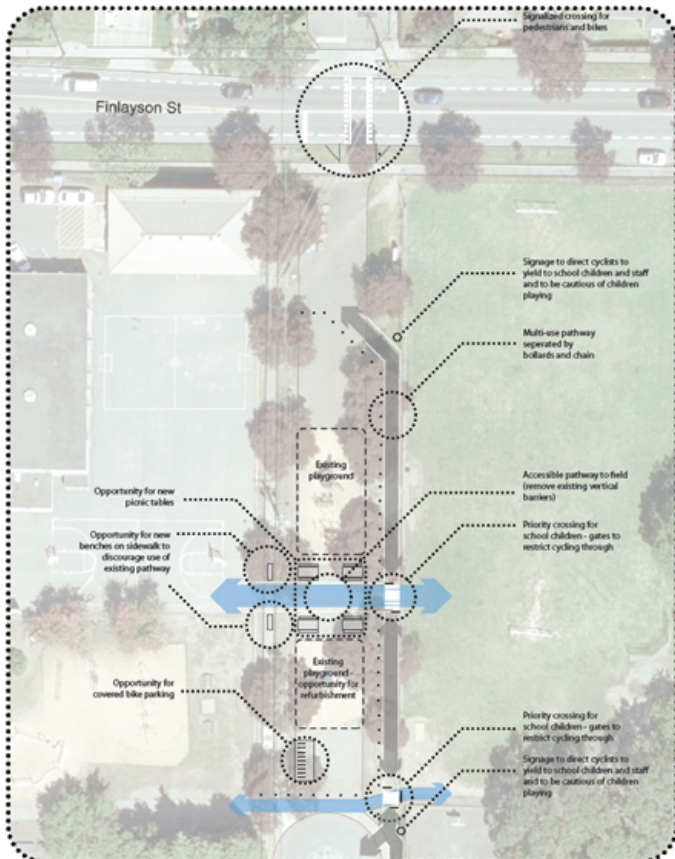 Signalized crossing for
pedestrians and bikes
Finlayson St
Signage to direct cyclists to
yield to school children and staff
and to be cautious of children
playing
Multi-use pathway
seperated by
bollards and chain
Existing
playground
Accessible pathway to field
(remove existing vertical
barriers)
Opportunity for new
picnic tables
Priority crossing for
school children - gates to
restrict cycling through
Opportunity for new
benches on sidewalk to
discourage use of
existing pathway
Existing
playground -
opportunity for
refurbishment
Opportunity for
covered bike parking
Priority crossing for
school children - gates to
restrict cycling through
Signage to direct cyclists to
yield to school children and staff
and to be cautious of children
playing